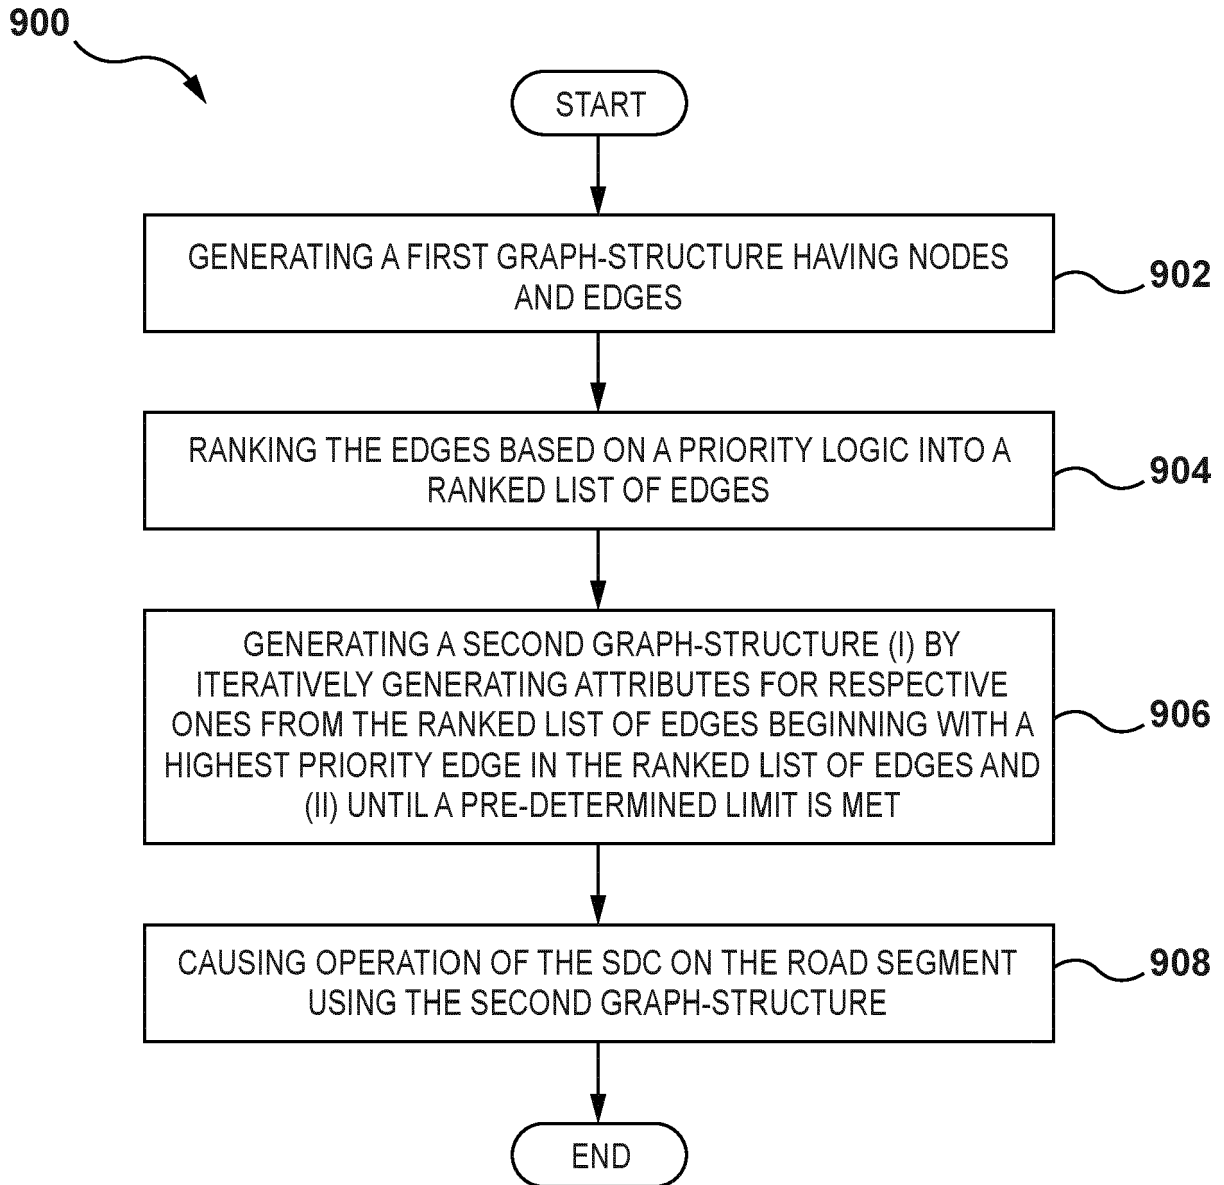 900
START
GENERATING A FIRST GRAPH-STRUCTURE HAVING NODES
AND EDGES
902
RANKING THE EDGES BASED ON A PRIORITY LOGIC INTO A
RANKED LIST OF EDGES
904
GENERATING A SECOND GRAPH-STRUCTURE (I) BY
ITERATIVELY GENERATING ATTRIBUTES FOR RESPECTIVE
ONES FROM THE RANKED LIST OF EDGES BEGINNING WITH A
HIGHEST PRIORITY EDGE IN THE RANKED LIST OF EDGES AND
(II) UNTIL A PRE-DETERMINED LIMIT IS MET
906
CAUSING OPERATION OF THE SDC ON THE ROAD SEGMENT
USING THE SECOND GRAPH-STRUCTURE
908
END